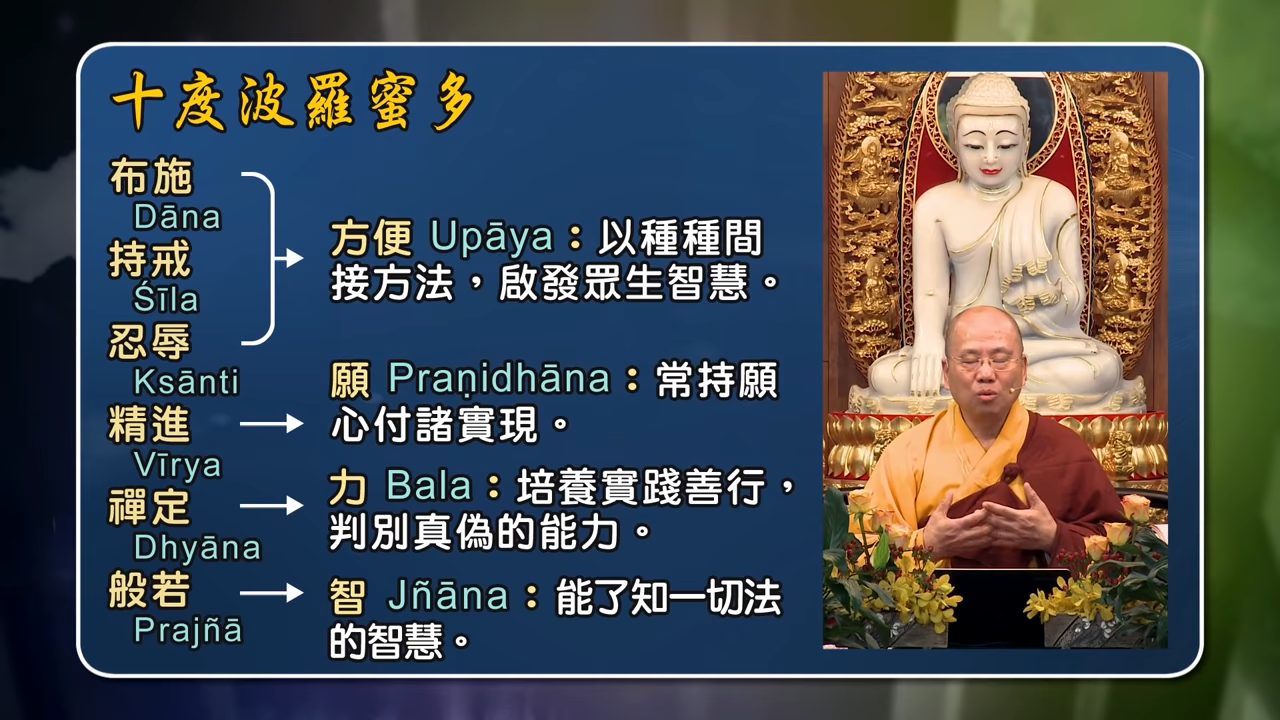 十度波羅蜜多
布施
Dāna
持戒
Śīla
忍辱
Ksānti
精進
Vīrya
禪定
Dhyāna
般若
Prajñā
方便 Upāya：以種種間
接方法，啟發眾生智慧。
願 Praṇidhāna：常持願
心付諸實現。
力 Bala：培養實踐善行，
判別真偽的能力。
智 Jñāna：能了知一切法
的智慧。